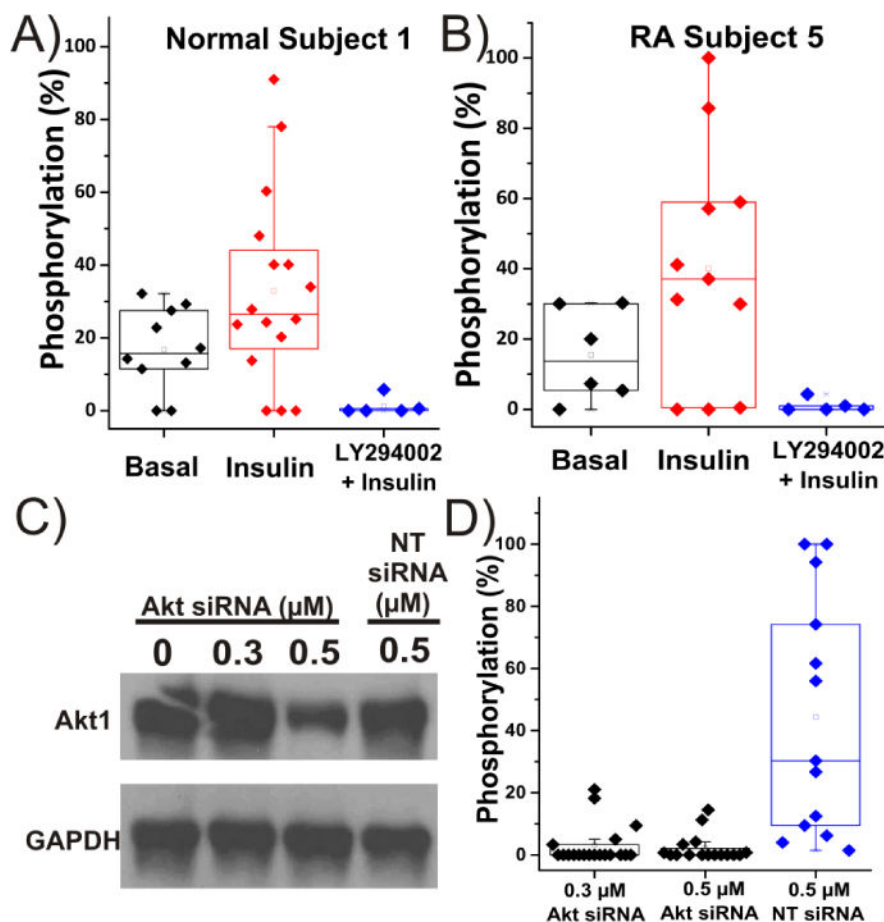 A)
Normal Subject 1
Phosphorylation (%)
100
80
60
40
20
0
Basal
Insulin
LY294002
+ Insulin
B)
RA Subject 5
Phosphorylation (%)
100
80
60
40
20
0
Basal
Insulin
LY294002
+ Insulin
C)
NT
siRNA
(µM)
Akt siRNA (µM)
0 0.3 0.5 0.5
Akt1
GAPDH
D)
Phosphorylation (%)
100
80
60
40
20
0
0.3 µM
Akt siRNA
0.5 µM
Akt siRNA
0.5 µM
NT siRNA